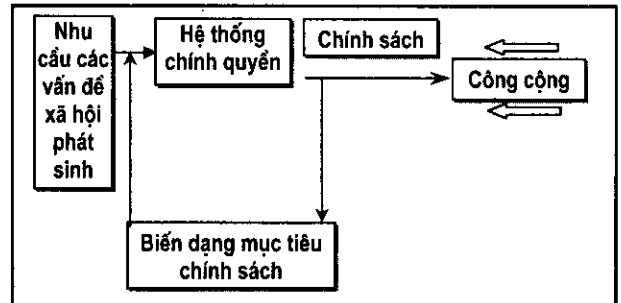 Nhu
cầu các
vấn đề
xã hội
phát
sinh
Hệ thống
chính quyền
Chính sách
Công cộng
Biến dạng mục tiêu
chính sách